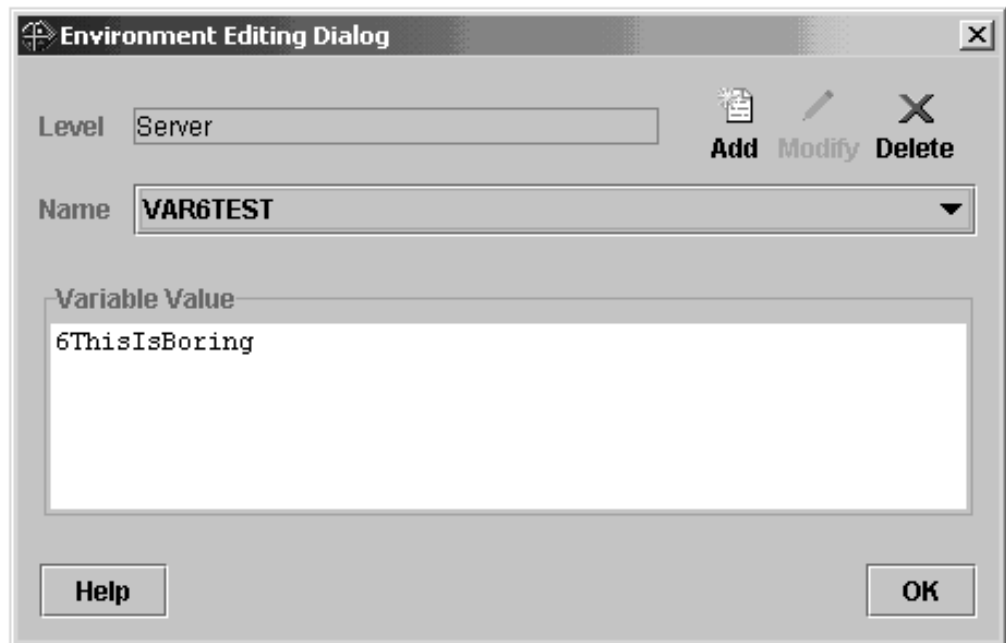 Environment Editing Dialog
Level Server
Add Modify Delete
Name VAR6TEST
Variable Value
6ThisIsBoring
Help OK